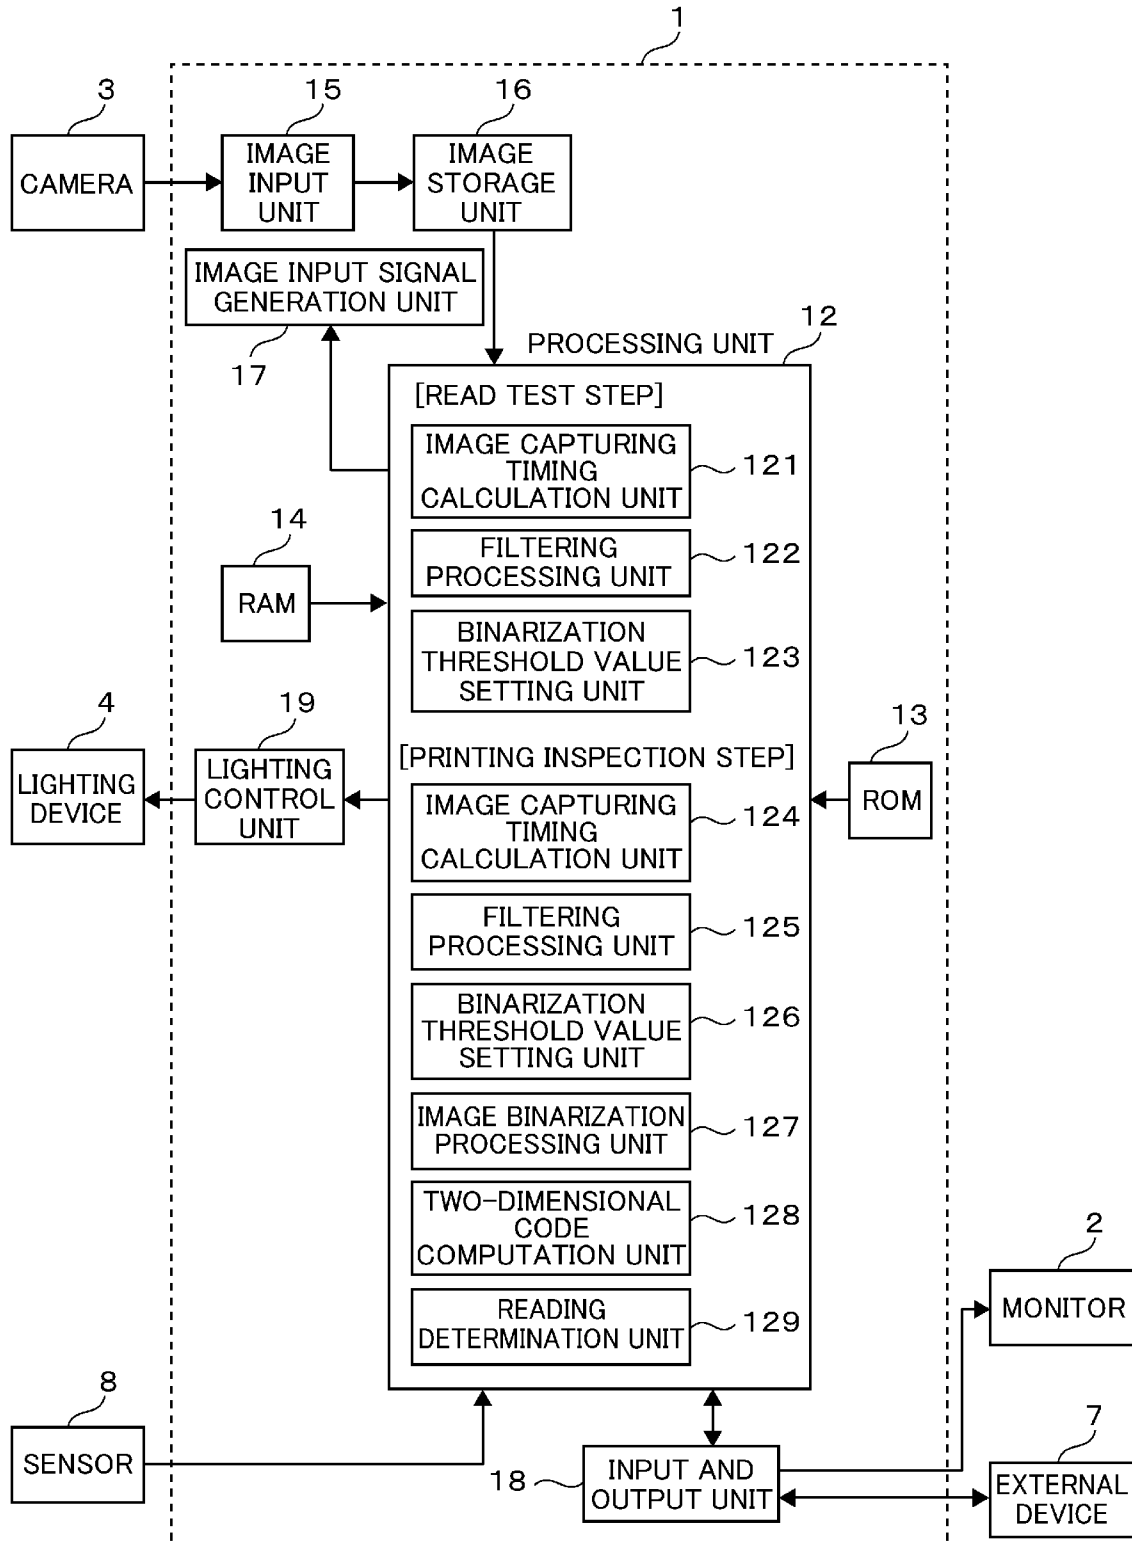 1
3
15
16
CAMERA
IMAGE
INPUT
UNIT
IMAGE
STORAGE
UNIT
IMAGE INPUT SIGNAL
GENERATION UNIT
17
PROCESSING UNIT
12
[READ TEST STEP]
IMAGE CAPTURING
TIMING
CALCULATION UNIT
121
14
RAM
FILTERING
PROCESSING UNIT
122
BINARIZATION
THRESHOLD VALUE
SETTING UNIT
123
4
LIGHTING
DEVICE
19
LIGHTING
CONTROL
UNIT
[PRINTING INSPECTION STEP]
13
ROM
IMAGE CAPTURING
TIMING
CALCULATION UNIT
124
FILTERING
PROCESSING UNIT
125
BINARIZATION
THRESHOLD VALUE
SETTING UNIT
126
IMAGE BINARIZATION
PROCESSING UNIT
127
TWO-DIMENSIONAL
CODE
COMPUTATION UNIT
128
READING
DETERMINATION UNIT
129
2
MONITOR
8
SENSOR
18
INPUT AND
OUTPUT UNIT
7
EXTERNAL
DEVICE